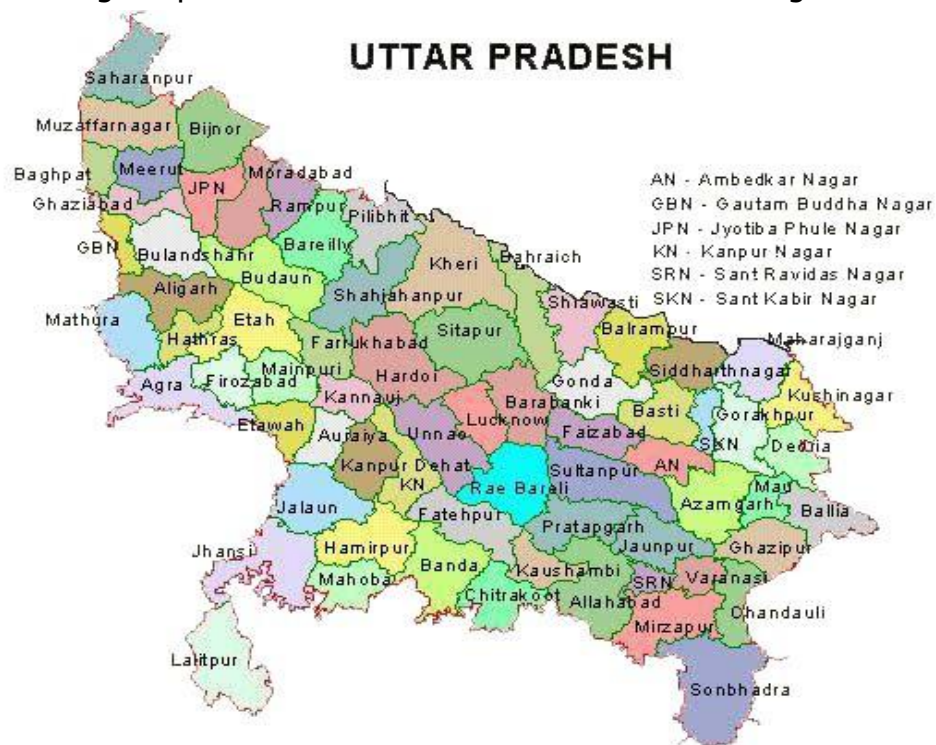 UTTAR PRADESH
Saharanpur
Muzaffarnagar
Bijnor
Baghpat
Meerut
Moradabad
JPN
Ghaziabad
Rampur
Pilibhit
GBN
Bulandshahr
Bareilly
Budaun
Kheri
Bahraich
Aligarh
Shahjahanpur
Shrawasti
Mathura
Etah
Hathras
Farrukhabad
Sitapur
Balrampur
Maharajganj
Siddharthnagar
Agra
Firozabad
Mainpuri
Hardoi
Gonda
Kushinagar
Kannauj
Barabanki
Basti
Gorakhpur
Etawah
Auraiya
Unnao
Lucknow
Faizabad
SKN
Deoria
Kanpur Dehat
KN
Rae Bareli
Sultanpur
AN
Azamgarh
Mau
Ballia
Jalaun
Fatehpur
Pratapgarh
Jaunpur
Ghazipur
Jhansi
Hamirpur
Mahoba
Banda
Chitrakoot
Kaushambi
Allahabad
SRN
Varanasi
Mirzapur
Chandauli
Lalitpur
Sonbhadra
AN - Ambedkar Nagar
GBN - Gautam Buddha Nagar
JPN - Jyotiba Phule Nagar
KN - Kanpur Nagar
SRN - Sant Ravidas Nagar
SKN - Sant Kabir Nagar